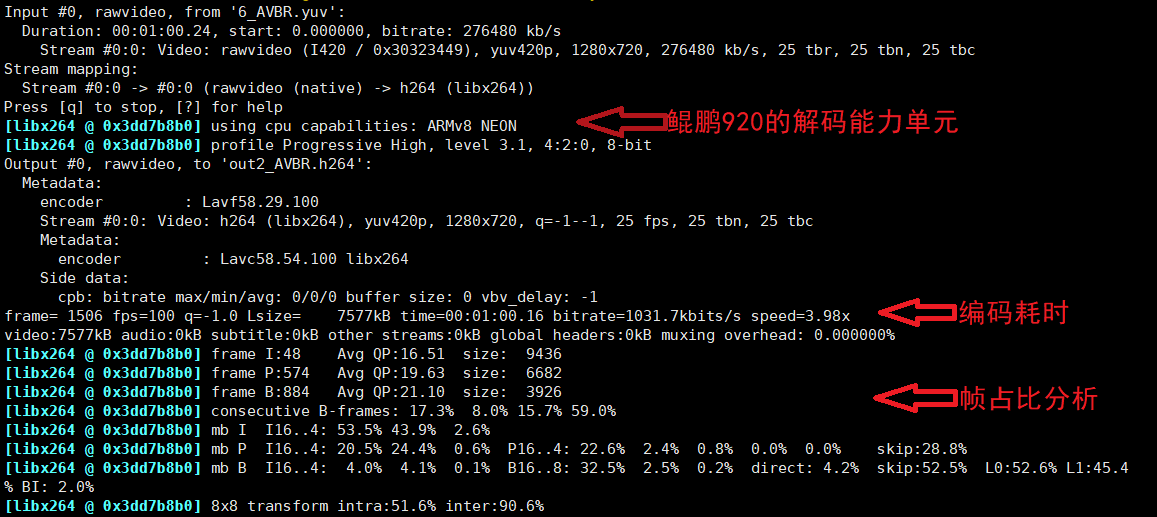 Input #0, rawvideo, from '6_AVBR.yuv':
Duration: 00:01:00.24, start: 0.000000, bitrate: 276480 kb/s
Stream #0:0: Video: rawvideo (I420 / 0x30323449), yuv420p, 1280x720, 276480 kb/s, 25 tbr, 25 tbn, 25 tbc
Stream mapping:
Stream #0:0 -> #0:0 (rawvideo (native) -> h264 (libx264))
Press [q] to stop, [?] for help
[libx264 @ 0x3dd7b8b0] using cpu capabilities: ARMv8 NEON 鲲鹏920的解码能力单元
[libx264 @ 0x3dd7b8b0] profile Progressive High, level 3.1, 4:2:0, 8-bit
Output #0, rawvideo, to 'out2_AVBR.h264':
Metadata:
encoder : Lavf58.29.100
Stream #0:0: Video: h264 (libx264), yuv420p, 1280x720, q=-1--1, 25 fps, 25 tbn, 25 tbc
Metadata:
encoder : Lavc58.54.100 libx264
Side data:
cpb: bitrate max/min/avg: 0/0/0 buffer size: 0 vbv_delay: -1
frame= 1506 fps=100 q=-1.0 Lsize= 7577kB time=00:01:00.16 bitrate=1031.7kbits/s speed=3.98x 编码耗时
video:7577kB audio:0kB subtitle:0kB other streams:0kB global headers:0kB muxing overhead: 0.000000%
[libx264 @ 0x3dd7b8b0] frame I:48 Avg QP:16.51 size: 9436
[libx264 @ 0x3dd7b8b0] frame P:574 Avg QP:19.63 size: 6682
[libx264 @ 0x3dd7b8b0] frame B:884 Avg QP:21.10 size: 3926 帧占比分析
[libx264 @ 0x3dd7b8b0] consecutive B-frames: 17.3% 8.0% 15.7% 59.0%
[libx264 @ 0x3dd7b8b0] mb I I16..4: 53.5% 43.9% 2.6%
[libx264 @ 0x3dd7b8b0] mb P I16..4: 20.5% 24.4% 0.6% P16..4: 22.6% 2.4% 0.8% 0.0% 0.0% skip:28.8%
[libx264 @ 0x3dd7b8b0] mb B I16..4: 4.0% 4.1% 0.1% B16..8: 32.5% 2.5% 0.2% direct: 4.2% skip:52.5% L0:52.6% L1:45.4
% BI: 2.0%
[libx264 @ 0x3dd7b8b0] 8x8 transform intra:51.6% inter:90.6%